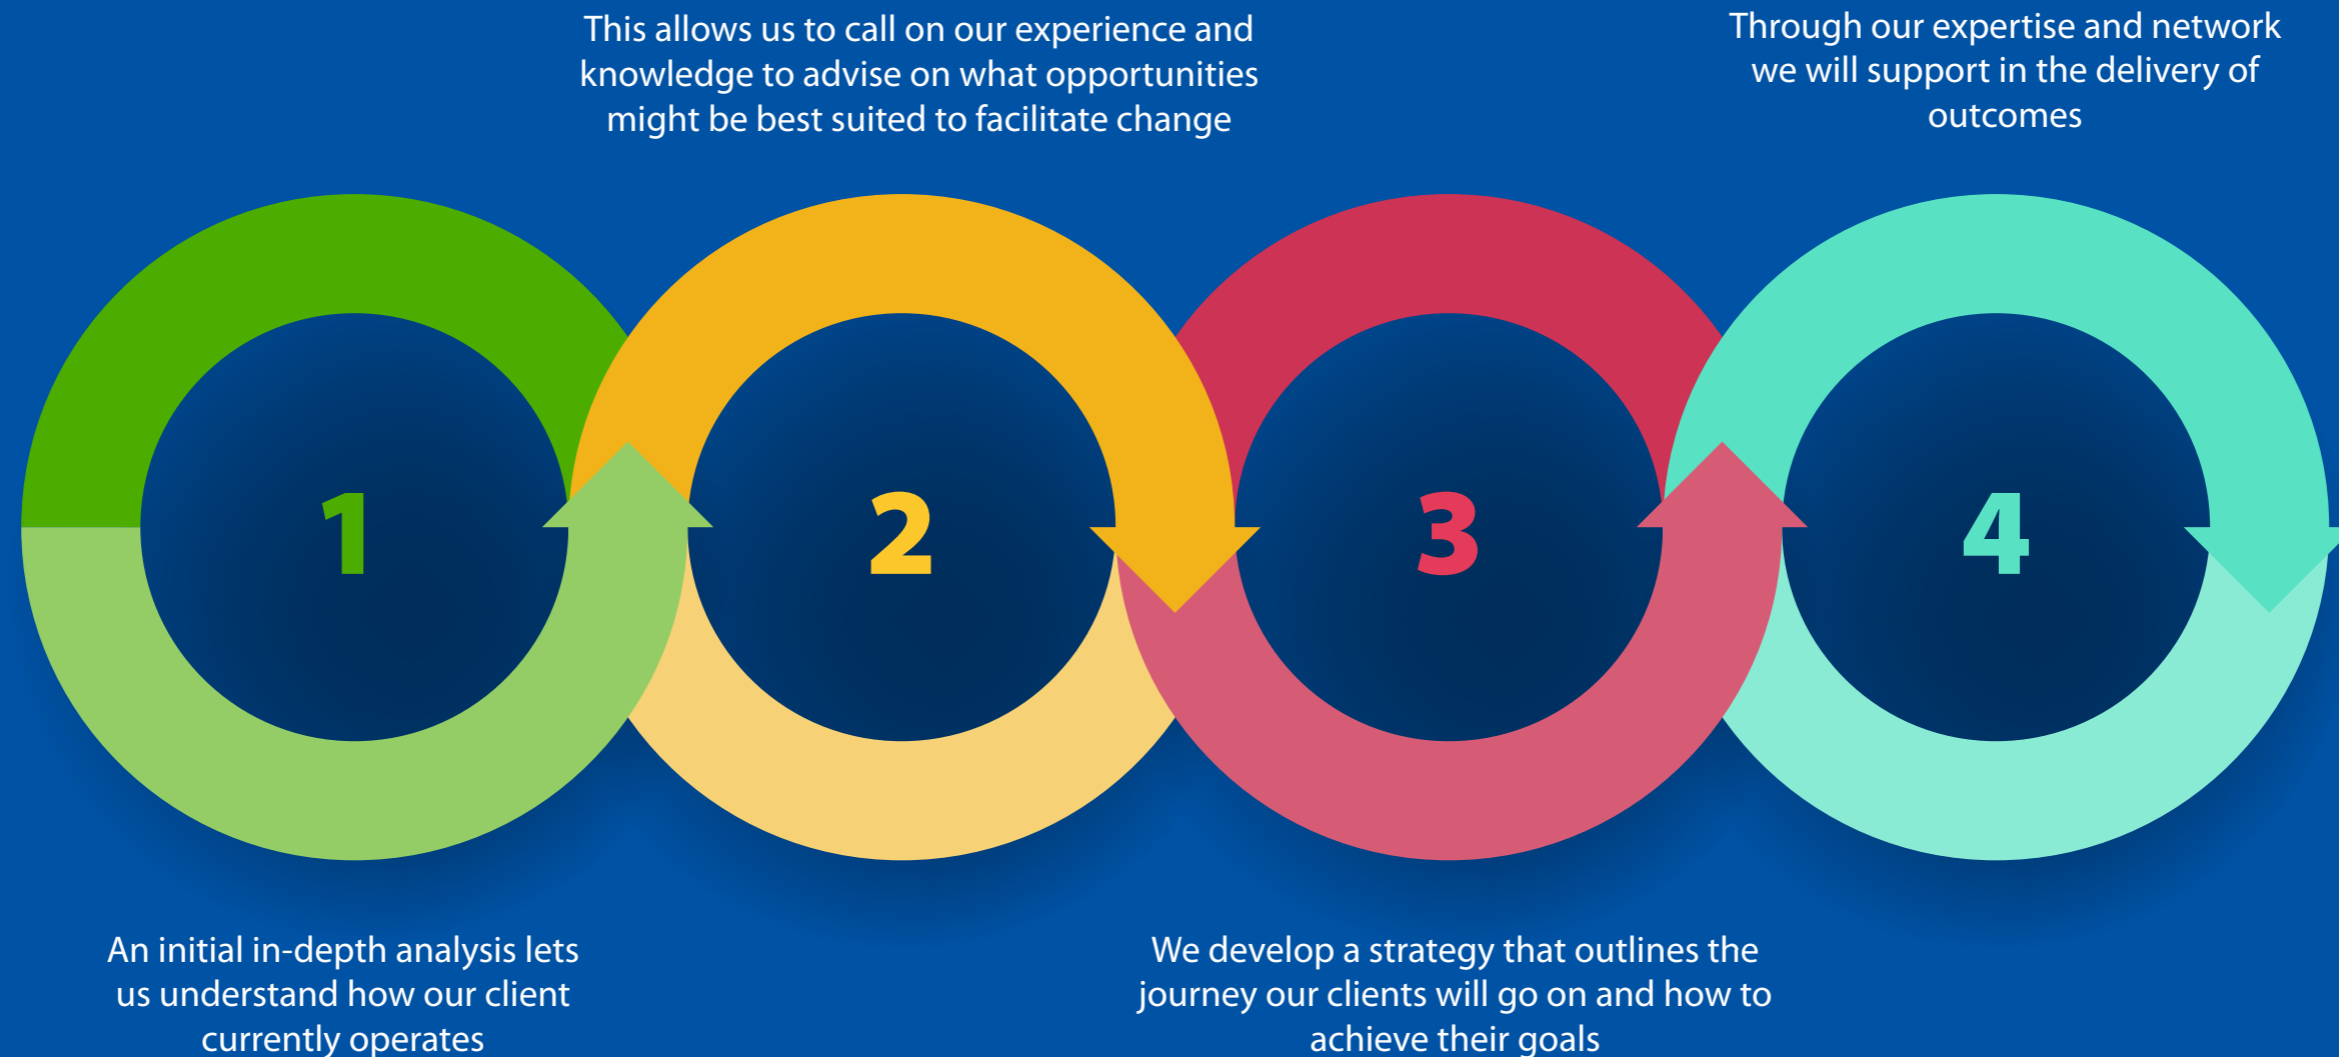 This allows us to call on our experience and
knowledge to advise on what opportunities
might be best suited to facilitate change
Through our expertise and network
we will support in the delivery of
outcomes
1
2
3
4
An initial in-depth analysis lets
us understand how our client
currently operates
We develop a strategy that outlines the
journey our clients will go on and how to
achieve their goals